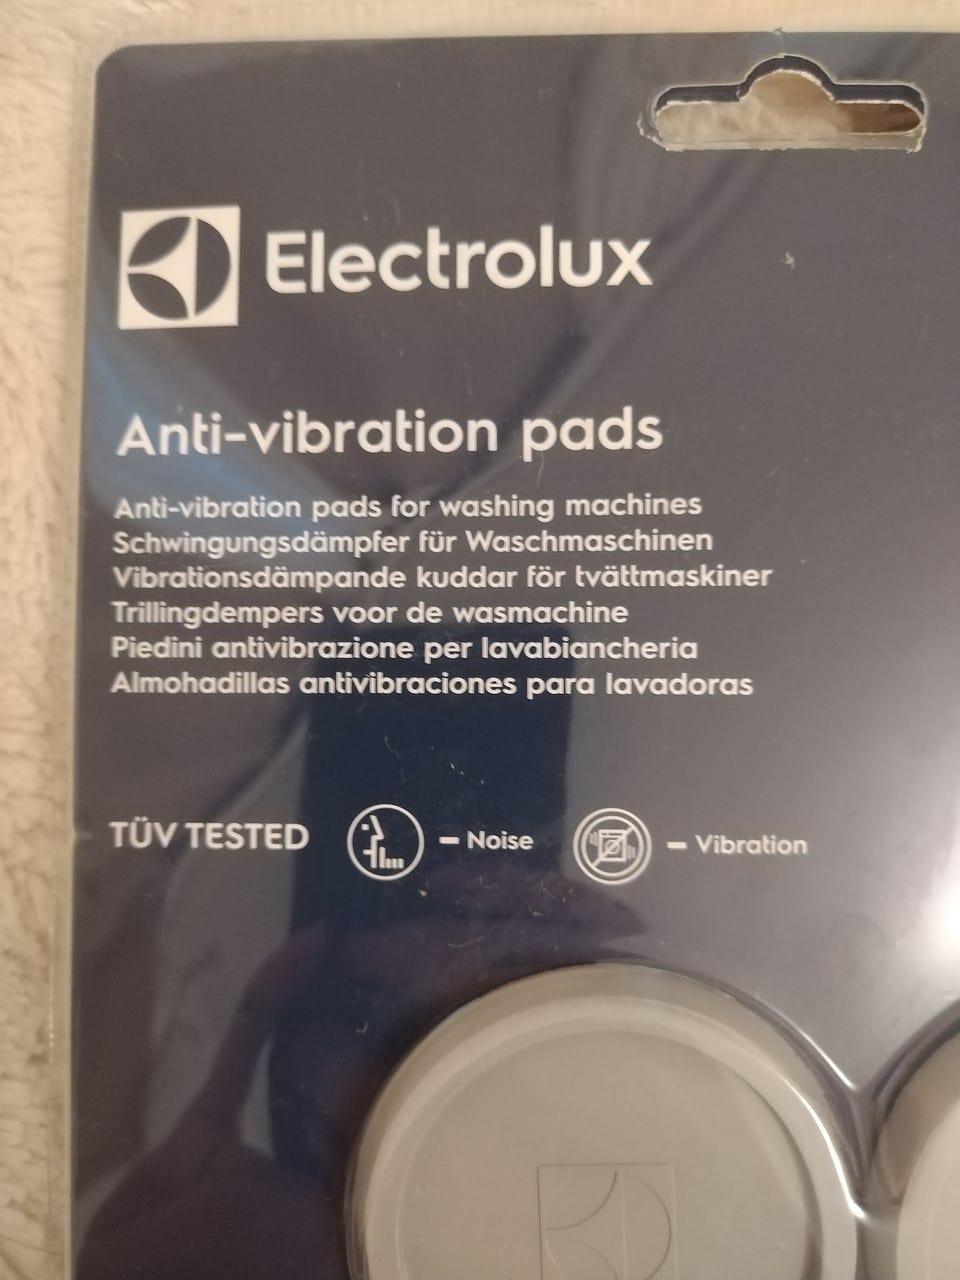 Electrolux
Anti-vibration pads
Anti-vibration pads for washing machines
Schwingungsdämpfer für Waschmaschinen
Vibrationsdämpande kuddar för tvättmaskiner
Trillingdempers voor de wasmachine
Piedini antivibrazione per lavabiancheria
Almohadillas antivibraciones para lavadoras
TÜV TESTED – Noise – Vibration